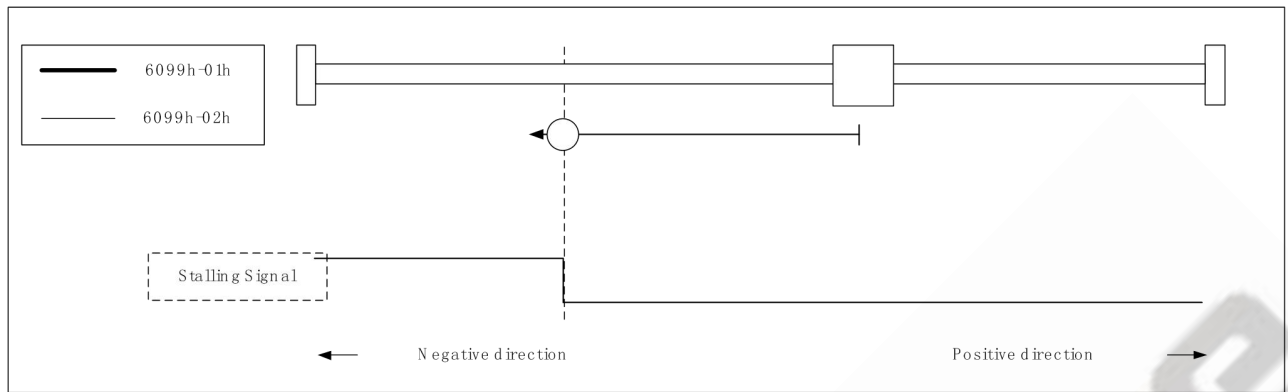 6099h-01h
6099h-02h
Stalling Signal
Negative direction
Positive direction